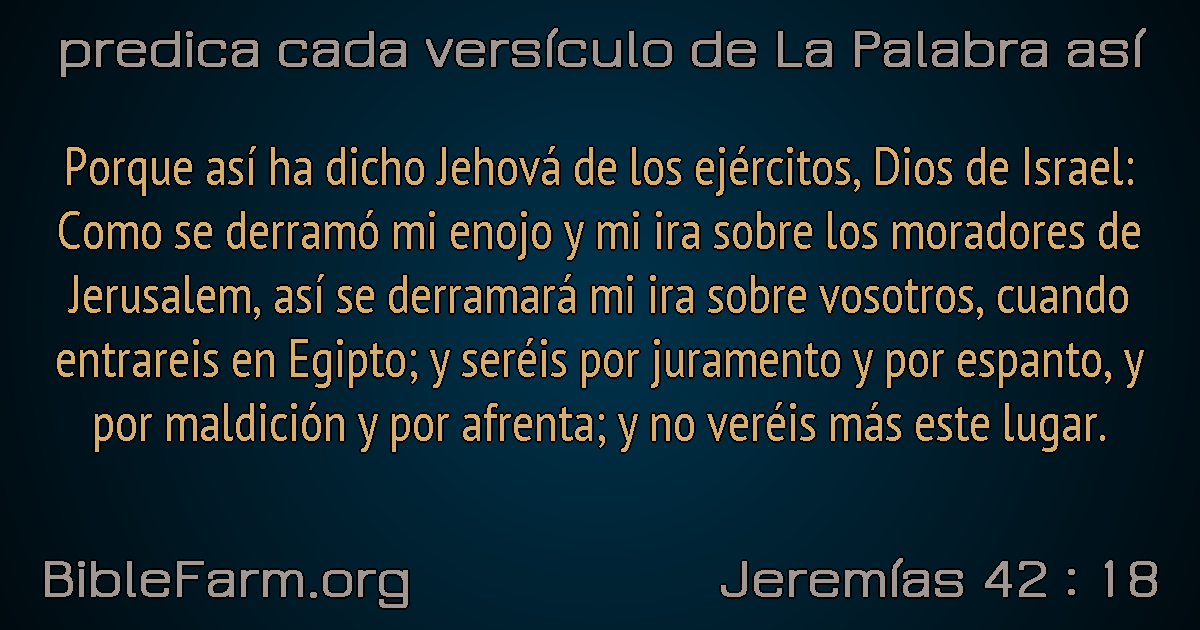 predica cada versículo de La Palabra así
Porque así ha dicho Jehová de los ejércitos, Dios de Israel:
Como se derramó mi enojo y mi ira sobre los moradores de
Jerusalem, así se derramará mi ira sobre vosotros, cuando
entrareis en Egipto; y seréis por juramento y por espanto, y
por maldición y por afrenta; y no veréis más este lugar.
BibleFarm.org
Jeremías 42 : 18